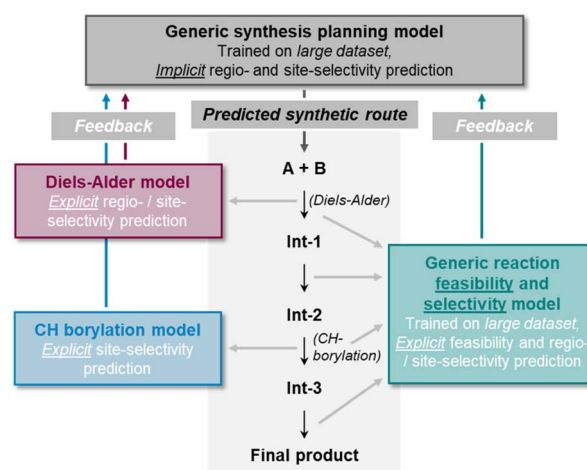 Generic synthesis planning model
Trained on large dataset,
Implicit regio- and site-selectivity prediction
Feedback
Predicted synthetic route
Feedback
A + B
Diels-Alder model
Explicit regio- / site-
selectivity prediction
(Diels-Alder)
Int-1
Generic reaction
feasibility and
selectivity model
Trained on large dataset,
Explicit feasibility and regio-
/ site-selectivity prediction
Int-2
CH borylation model
Explicit site-selectivity
prediction
(CH-
borylation)
Int-3
Final product